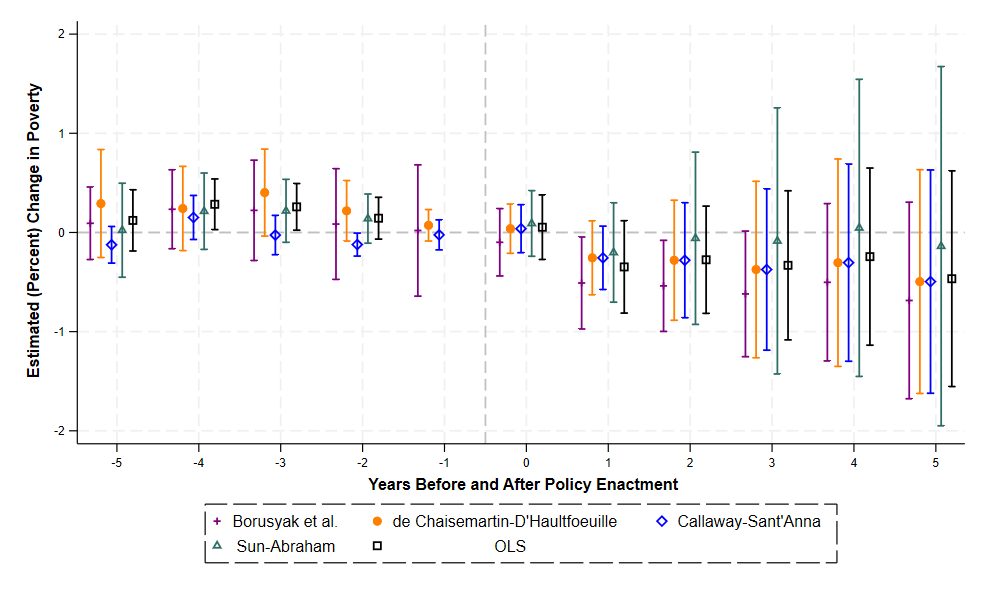 Estimated (Percent) Change in Poverty
2
1
0
-1
-2
-5 -4 -3 -2 -1 0 1 2 3 4 5
Years Before and After Policy Enactment
Borusyak et al. de Chaisemartin-D'Haultfoeuille Callaway-Sant'Anna
Sun-Abraham OLS